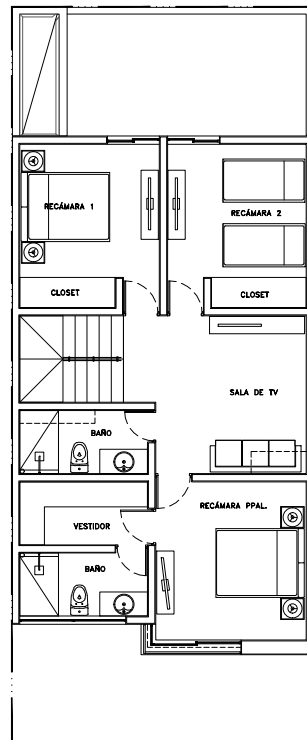 RECÁMARA 1
RECÁMARA 2
CLOSET
CLOSET
SALA DE TV
BAÑO
RECÁMARA PPAL.
VESTIDOR
BAÑO